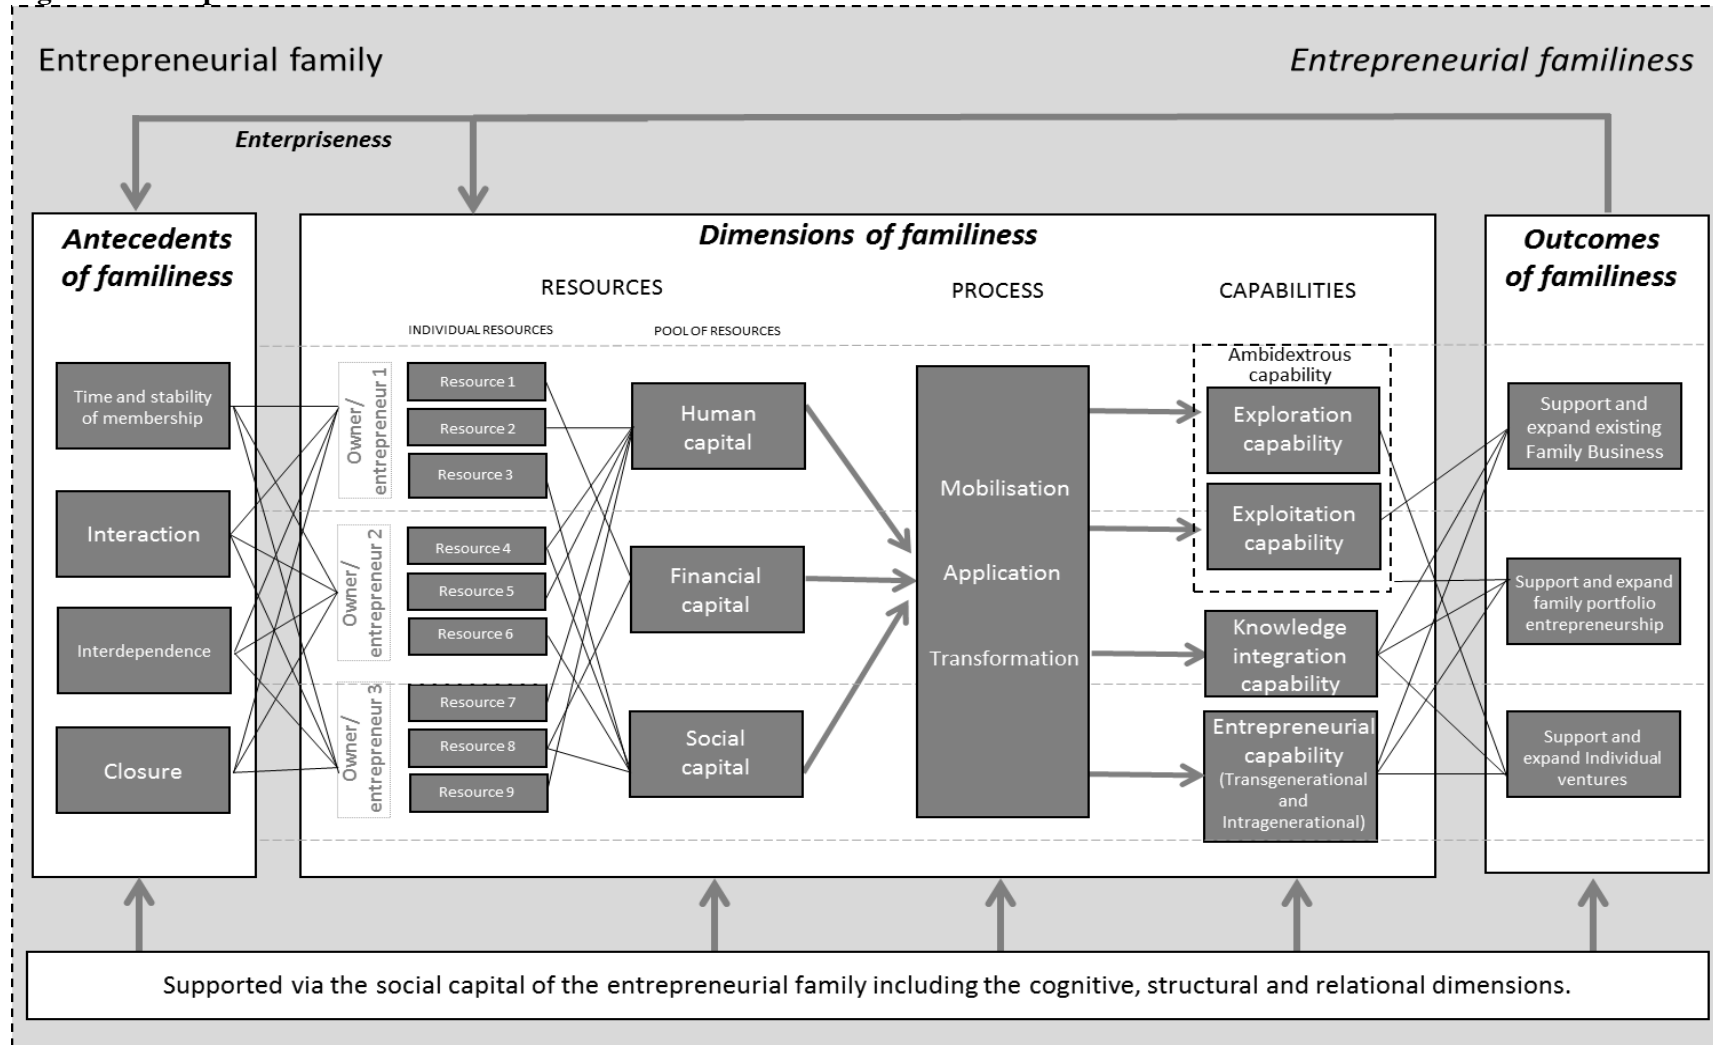 Entrepreneurial family
Entrepreneurial familiness
Enterpriseness
Antecedents
of familiness
Time and stability
of membership
Interaction
Interdependence
Closure
Dimensions of familiness
RESOURCES
PROCESS
CAPABILITIES
INDIVIDUAL RESOURCES
POOL OF RESOURCES
Owner/
entrepreneur 1
Resource 1
Resource 2
Resource 3
Owner/
entrepreneur 2
Resource 4
Resource 5
Resource 6
Owner/
entrepreneur 3
Resource 7
Resource 8
Resource 9
Human
capital
Financial
capital
Social
capital
Mobilisation
Application
Transformation
Ambidextrous
capability
Exploration
capability
Exploitation
capability
Knowledge
integration
capability
Entrepreneurial
capability
(Transgenerational
and
Intragenerational)
Outcomes
of familiness
Support and
expand existing
Family Business
Support and expand
family portfolio
entrepreneurship
Support and
expand Individual
ventures
Supported via the social capital of the entrepreneurial family including the cognitive, structural and relational dimensions.